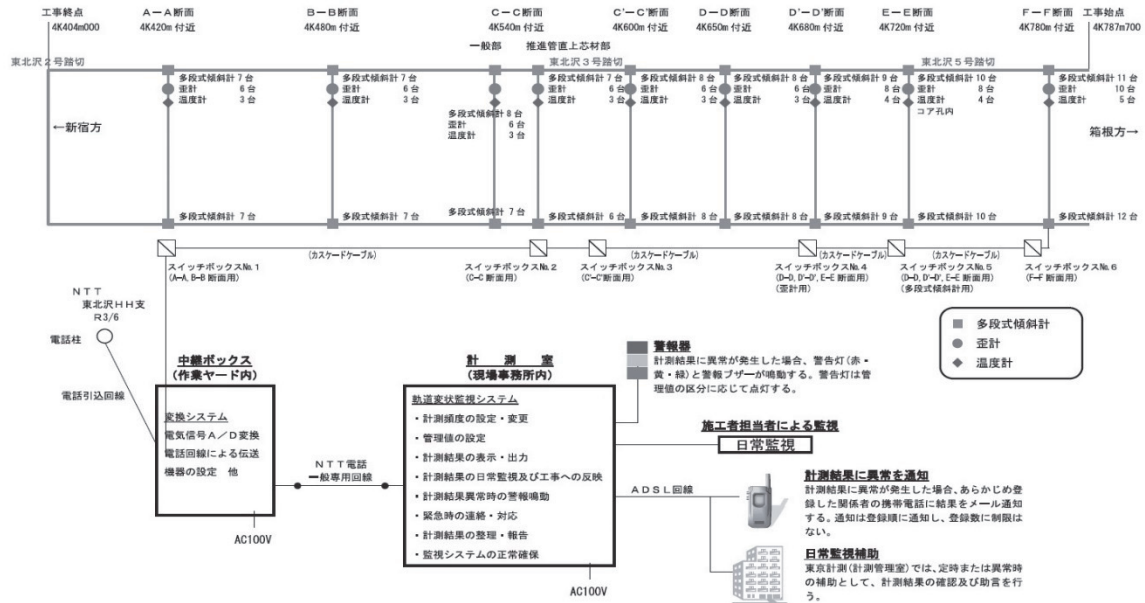 工事終点
4K404m000
A－A断面
4K420m 付近
B－B断面
4K480m 付近
C－C断面
4K540m 付近
C'－C'断面
4K600m 付近
D－D断面
4K650m 付近
D'－D'断面
4K680m 付近
E－E断面
4K720m 付近
F－F断面
4K780m 付近
工事始点
4K787m700
一般部
推進管直上芯材部
東北沢2号踏切
東北沢3号踏切
東北沢5号踏切
多段式傾斜計 7 台
歪計 6 台
温度計 3 台
多段式傾斜計 7 台
歪計 6 台
温度計 3 台
多段式傾斜計 8 台
歪計 6 台
温度計 3 台
多段式傾斜計 7 台
歪計 6 台
温度計 3 台
多段式傾斜計 8 台
歪計 6 台
温度計 3 台
多段式傾斜計 8 台
歪計 6 台
温度計 3 台
多段式傾斜計 9 台
歪計 8 台
温度計 4 台
多段式傾斜計 10 台
歪計 8 台
温度計 4 台
コア孔内
多段式傾斜計 11 台
歪計 10 台
温度計 5 台
←新宿方
箱根方→
多段式傾斜計 7 台
多段式傾斜計 7 台
多段式傾斜計 7 台
多段式傾斜計 6 台
多段式傾斜計 8 台
多段式傾斜計 8 台
多段式傾斜計 9 台
多段式傾斜計 10 台
多段式傾斜計 12 台
(カスケードケーブル)
(カスケードケーブル)
(カスケードケーブル)
(カスケードケーブル)
スイッチボックス№1
(A-A, B-B 断面用)
スイッチボックス№2
(C-C 断面用)
スイッチボックス№3
(C'-C'断面用)
スイッチボックス№4
(D-D, D'-D', E-E 断面用)
(歪計用)
スイッチボックス№5
(D-D, D'-D', E-E 断面用)
(多段式傾斜計用)
スイッチボックス№6
(F-F 断面用)
NTT
東北沢HH支
R3/6
電話柱
電話引込回線
多段式傾斜計
歪計
温度計
中継ボックス
(作業ヤード内)
変換システム
電気信号A／D変換
電話回線による伝送
機器の設定 他
AC100V
NTT電話
一般専用回線
計測室
(現場事務所内)
軌道変状監視システム
・計測頻度の設定・変更
・管理値の設定
・計測結果の表示・出力
・計測結果の日常監視及び工事への反映
・計測結果異常時の警報鳴動
・緊急時の連絡・対応
・計測結果の整理・報告
・監視システムの正常確保
AC100V
警報器
計測結果に異常が発生した場合、警告灯(赤・
黄・緑)と警報ブザーが鳴動する。警告灯は管
理値の区分に応じて点灯する。
施工者担当者による監視
日常監視
ADSL回線
計測結果に異常を通知
計測結果に異常が発生した場合、あらかじめ登
録した関係者の携帯電話に結果をメール通知
する。通知は登録順に通知し、登録数に制限は
ない。
日常監視補助
東京計測(計測管理室)では、定時または異常時
の補助として、計測結果の確認及び助言を行
う。